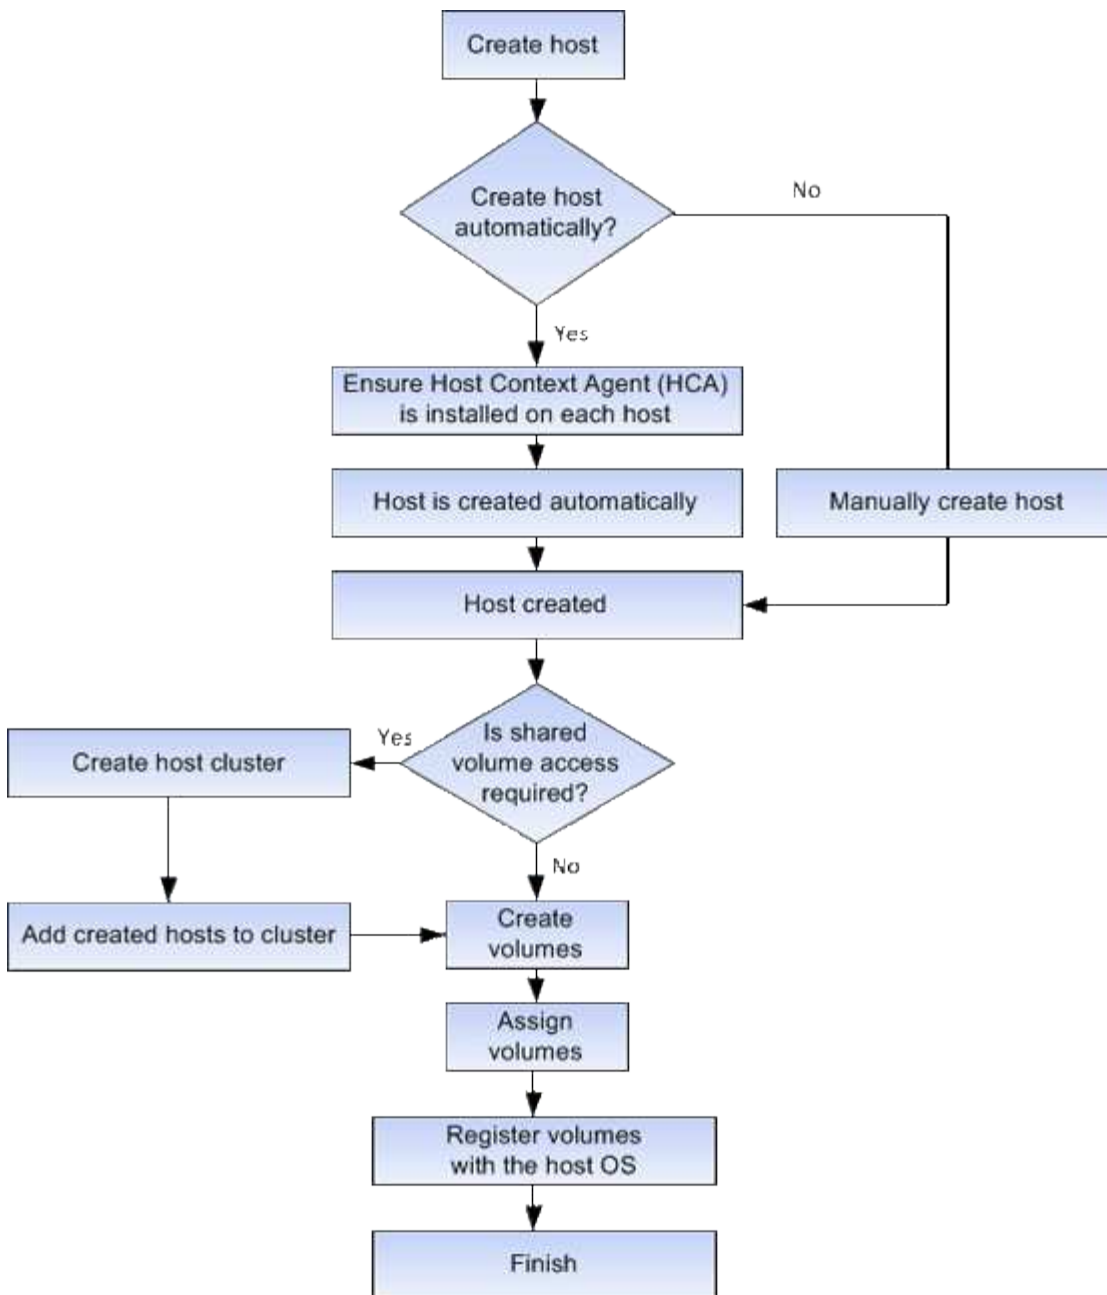 Create host
Create host
automatically?
No
Yes
Ensure Host Context Agent (HCA)
is installed on each host
Host is created automatically
Manually create host
Host created
Is shared
volume access
required?
Yes
Create host cluster
No
Add created hosts to cluster
Create
volumes
Assign
volumes
Register volumes
with the host OS
Finish